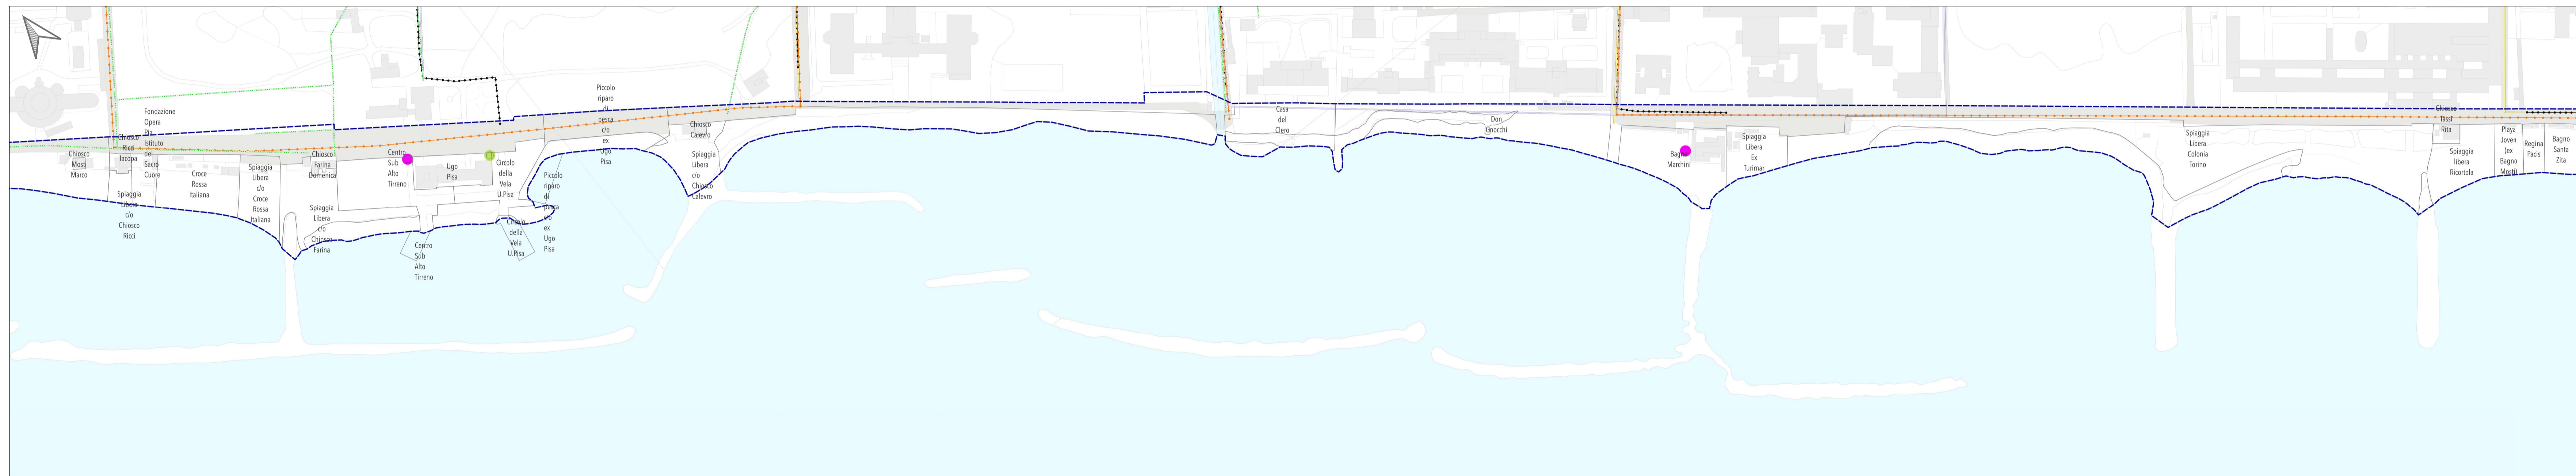 Chiosco
Mosti
Marco
Chiosco
Ricci
Iacopa
Spiaggia
Libera
c/o
Chiosco
Ricci
Fondazione
Opera
Pia
Istituto
del
Sacro
Cuore
Croce
Rossa
Italiana
Spiaggia
Libera
c/o
Croce
Rossa
Italiana
Chiosco
Farina
Domenica
Spiaggia
Libera
c/o
Chiosco
Farina
Centro
Sub
Alto
Tirreno
Centro
Sub
Alto
Tirreno
Ugo
Pisa
Circolo
della
Vela
U.Pisa
Circolo
della
Vela
U.Pisa
Piccolo
riparo
di
pesca
c/o
ex
Ugo
Pisa
Piccolo
riparo
di
pesca
c/o
ex
Ugo
Pisa
Chiosco
Calevro
Spiaggia
Libera
c/o
Chiosco
Calevro
Casa
del
Clero
Don
Gnocchi
Bagno
Marchini
Spiaggia
Libera
Ex
Turimar
Spiaggia
Libera
Colonia
Torino
Chiosco
Tassi
Rita
Spiaggia
libera
Ricortola
Playa
Joven
(ex
Bagno
Mosti)
Regina
Pacis
Bagno
Santa
Zita